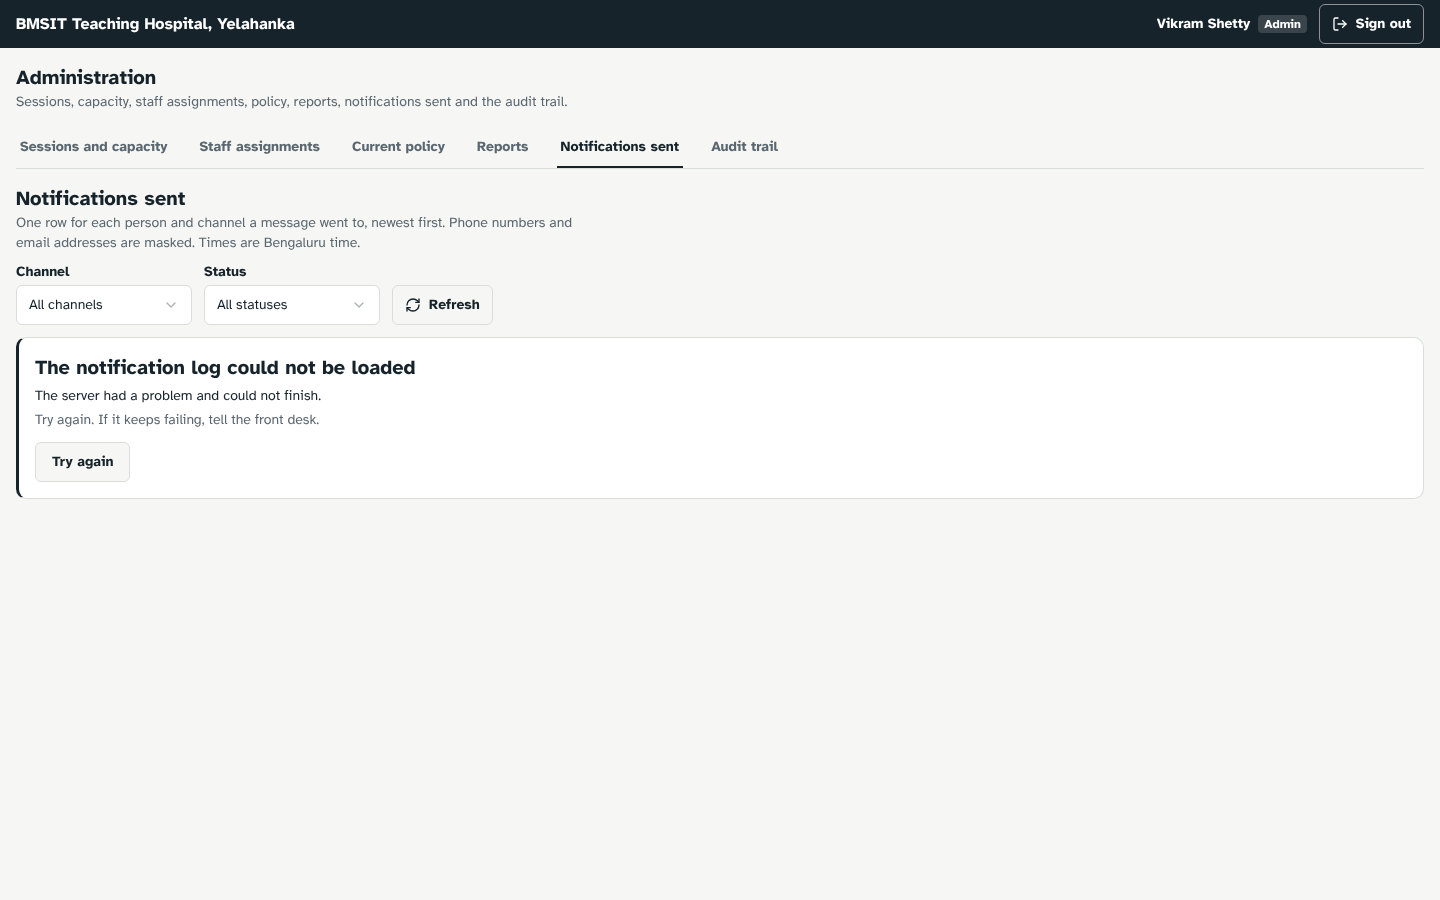 BMSIT Teaching Hospital, Yelahanka
Vikram Shetty Admin Sign out
Administration
Sessions, capacity, staff assignments, policy, reports, notifications sent and the audit trail.
Sessions and capacity Staff assignments Current policy Reports Notifications sent Audit trail
Notifications sent
One row for each person and channel a message went to, newest first. Phone numbers and
email addresses are masked. Times are Bengaluru time.
Channel Status
All channels All statuses Refresh
The notification log could not be loaded
The server had a problem and could not finish.
Try again. If it keeps failing, tell the front desk.
Try again